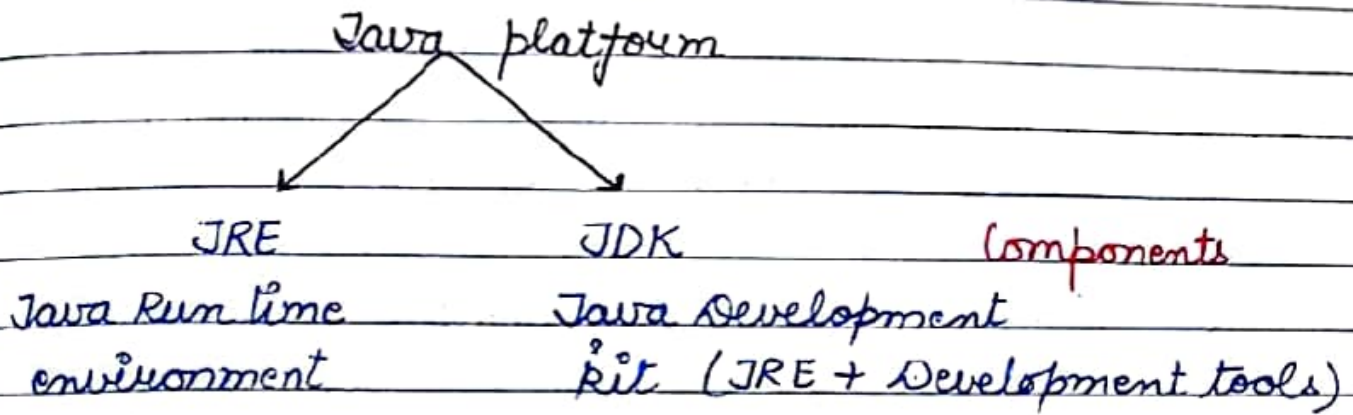 Java platform
JRE JDK Components
Java Run time Java Development
environment kit (JRE + Development tools)